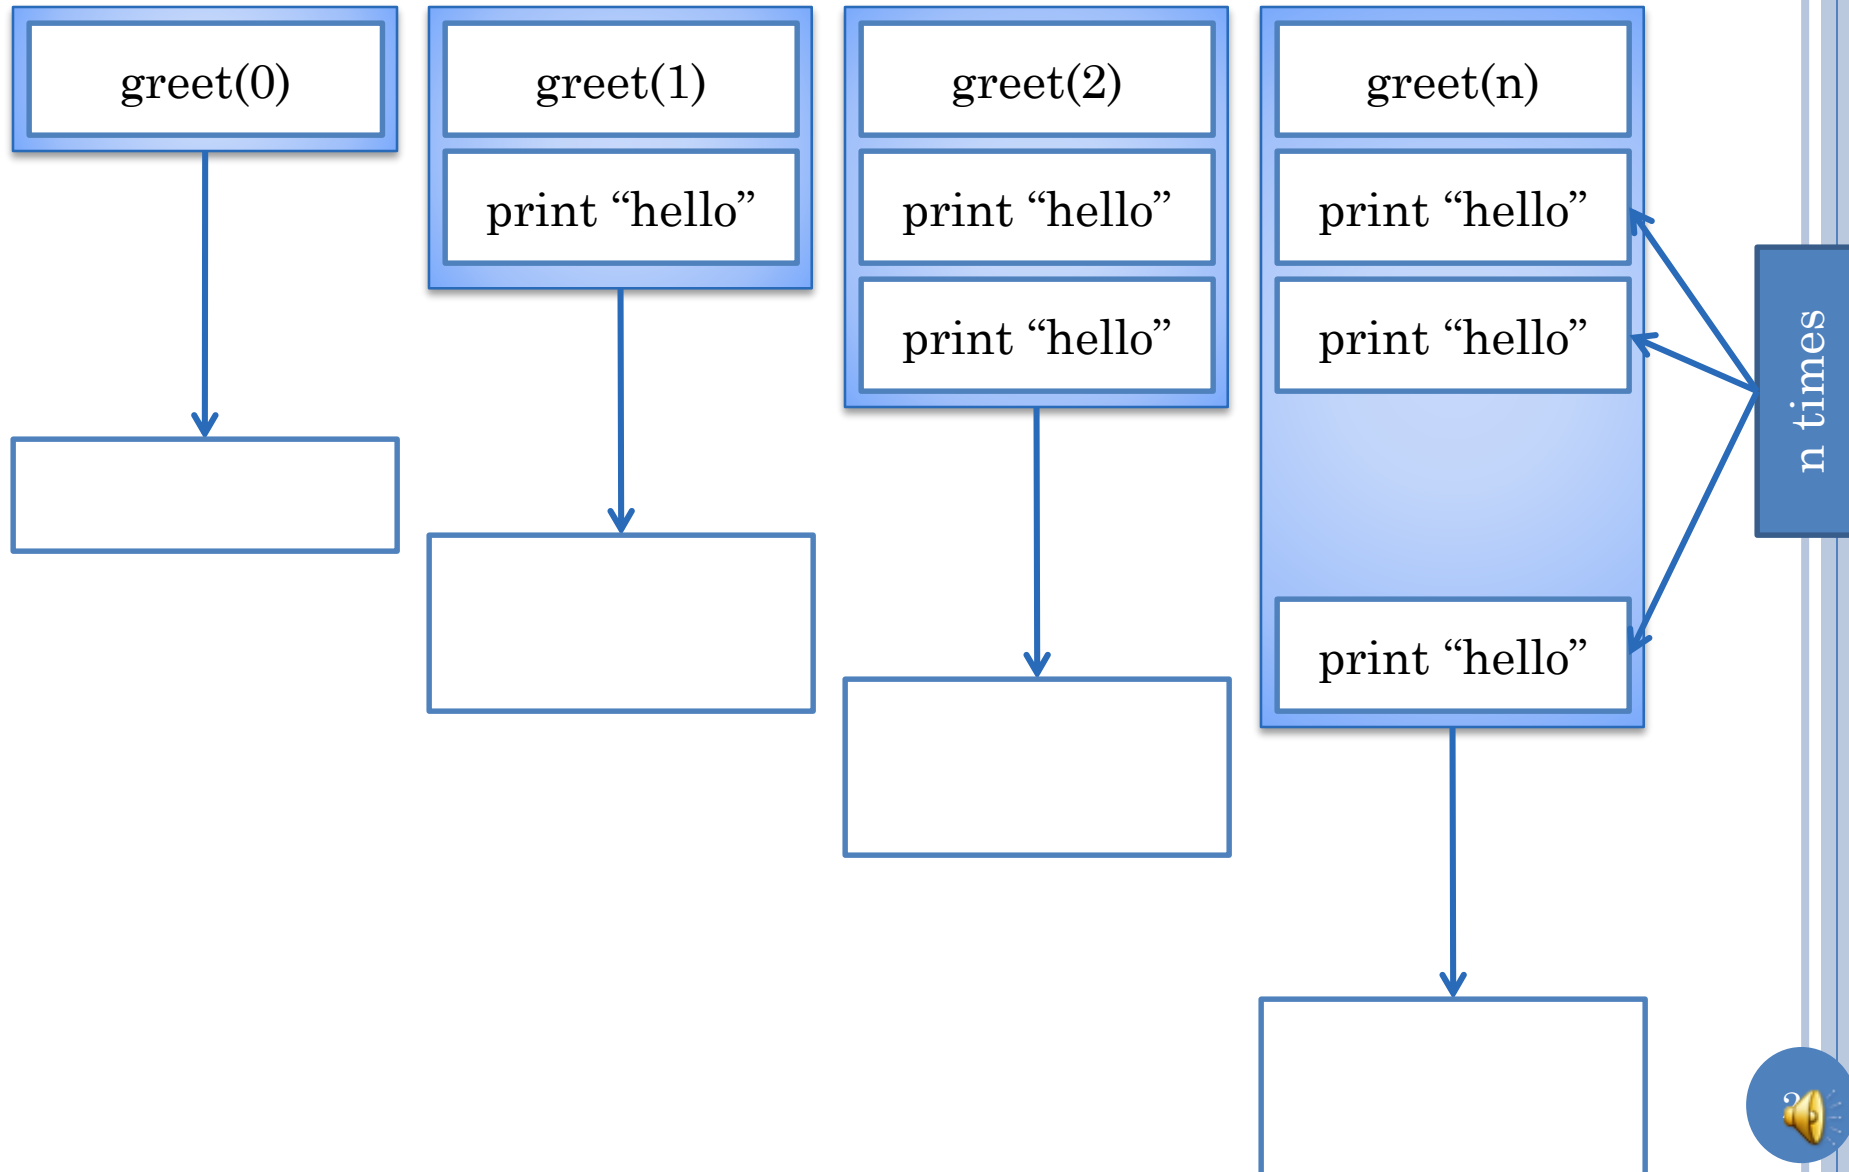 greet(0)
greet(1)
print “hello”
greet(2)
print “hello”
print “hello”
greet(n)
print “hello”
print “hello”
print “hello”
n times